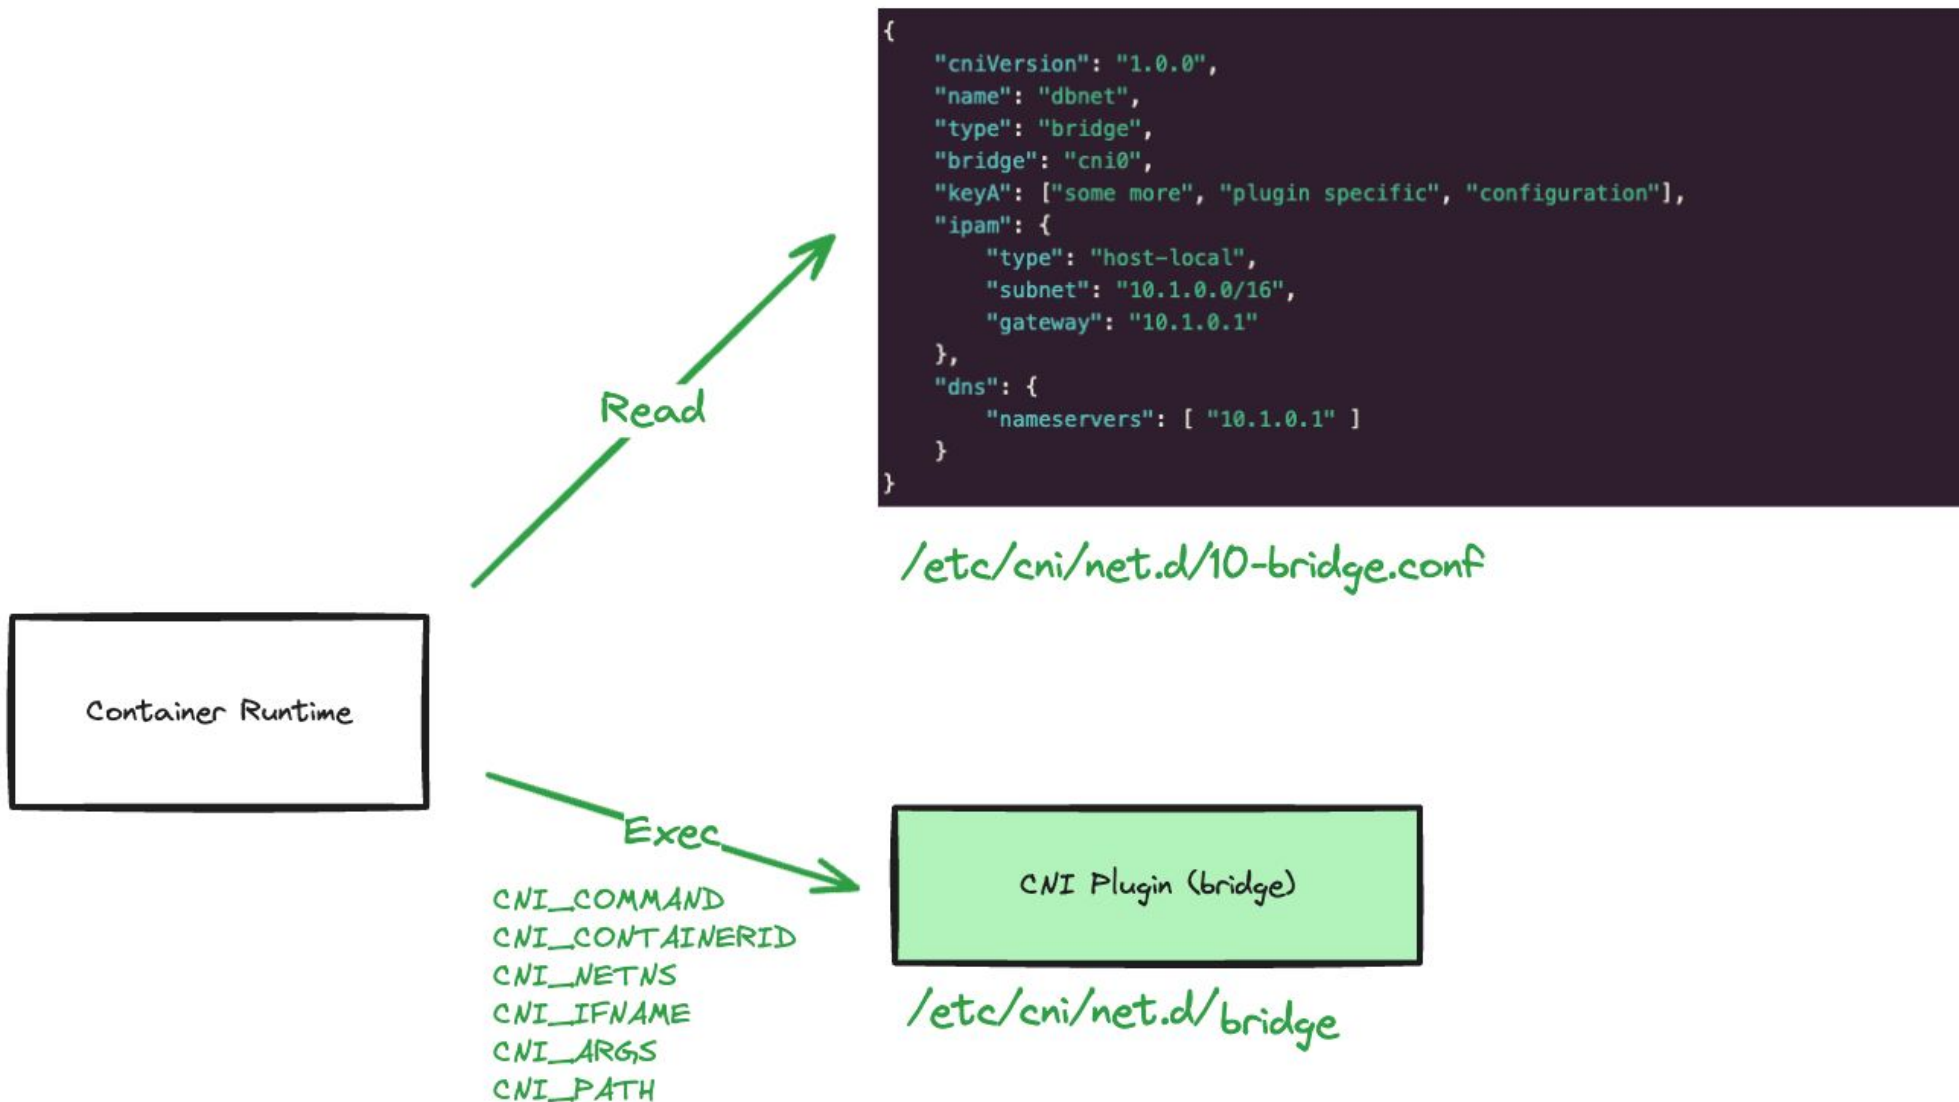 {
    "cniVersion": "1.0.0",
    "name": "dbnet",
    "type": "bridge",
    "bridge": "cni0",
    "keyA": ["some more", "plugin specific", "configuration"],
    "ipam": {
        "type": "host-local",
        "subnet": "10.1.0.0/16",
        "gateway": "10.1.0.1"
    },
    "dns": {
        "nameservers": [ "10.1.0.1" ]
    }
}
Read
/etc/cni/net.d/10-bridge.conf
Container Runtime
Exec
CNI Plugin (bridge)
/etc/cni/net.d/bridge
CNI_COMMAND
CNI_CONTAINERID
CNI_NETNS
CNI_IFNAME
CNI_ARGS
CNI_PATH